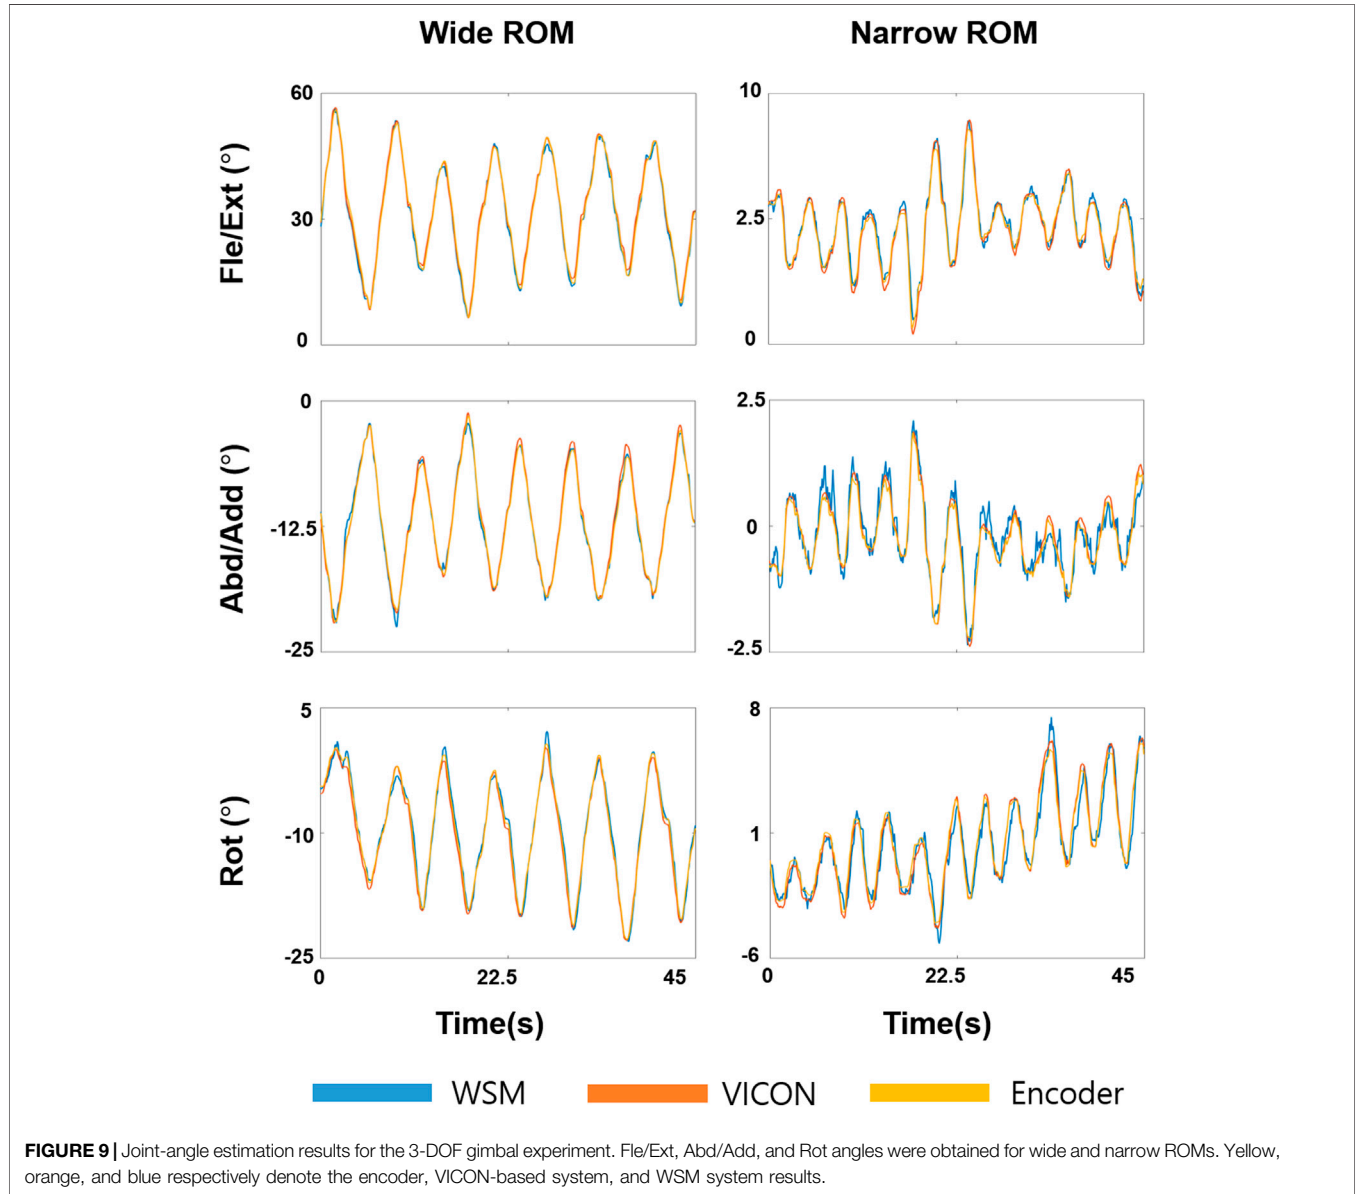 Wide ROM Narrow ROM
Fle/Ext (°)
60
30
0
10
2.5
0
Abd/Add (°)
0
-12.5
-25
2.5
0
-2.5
Rot (°)
5
-10
-25
8
1
-6
0 22.5 45 0 22.5 45
Time(s) Time(s)
WSM VICON Encoder
FIGURE 9 | Joint-angle estimation results for the 3-DOF gimbal experiment. Fle/Ext, Abd/Add, and Rot angles were obtained for wide and narrow ROMs. Yellow,
orange, and blue respectively denote the encoder, VICON-based system, and WSM system results.